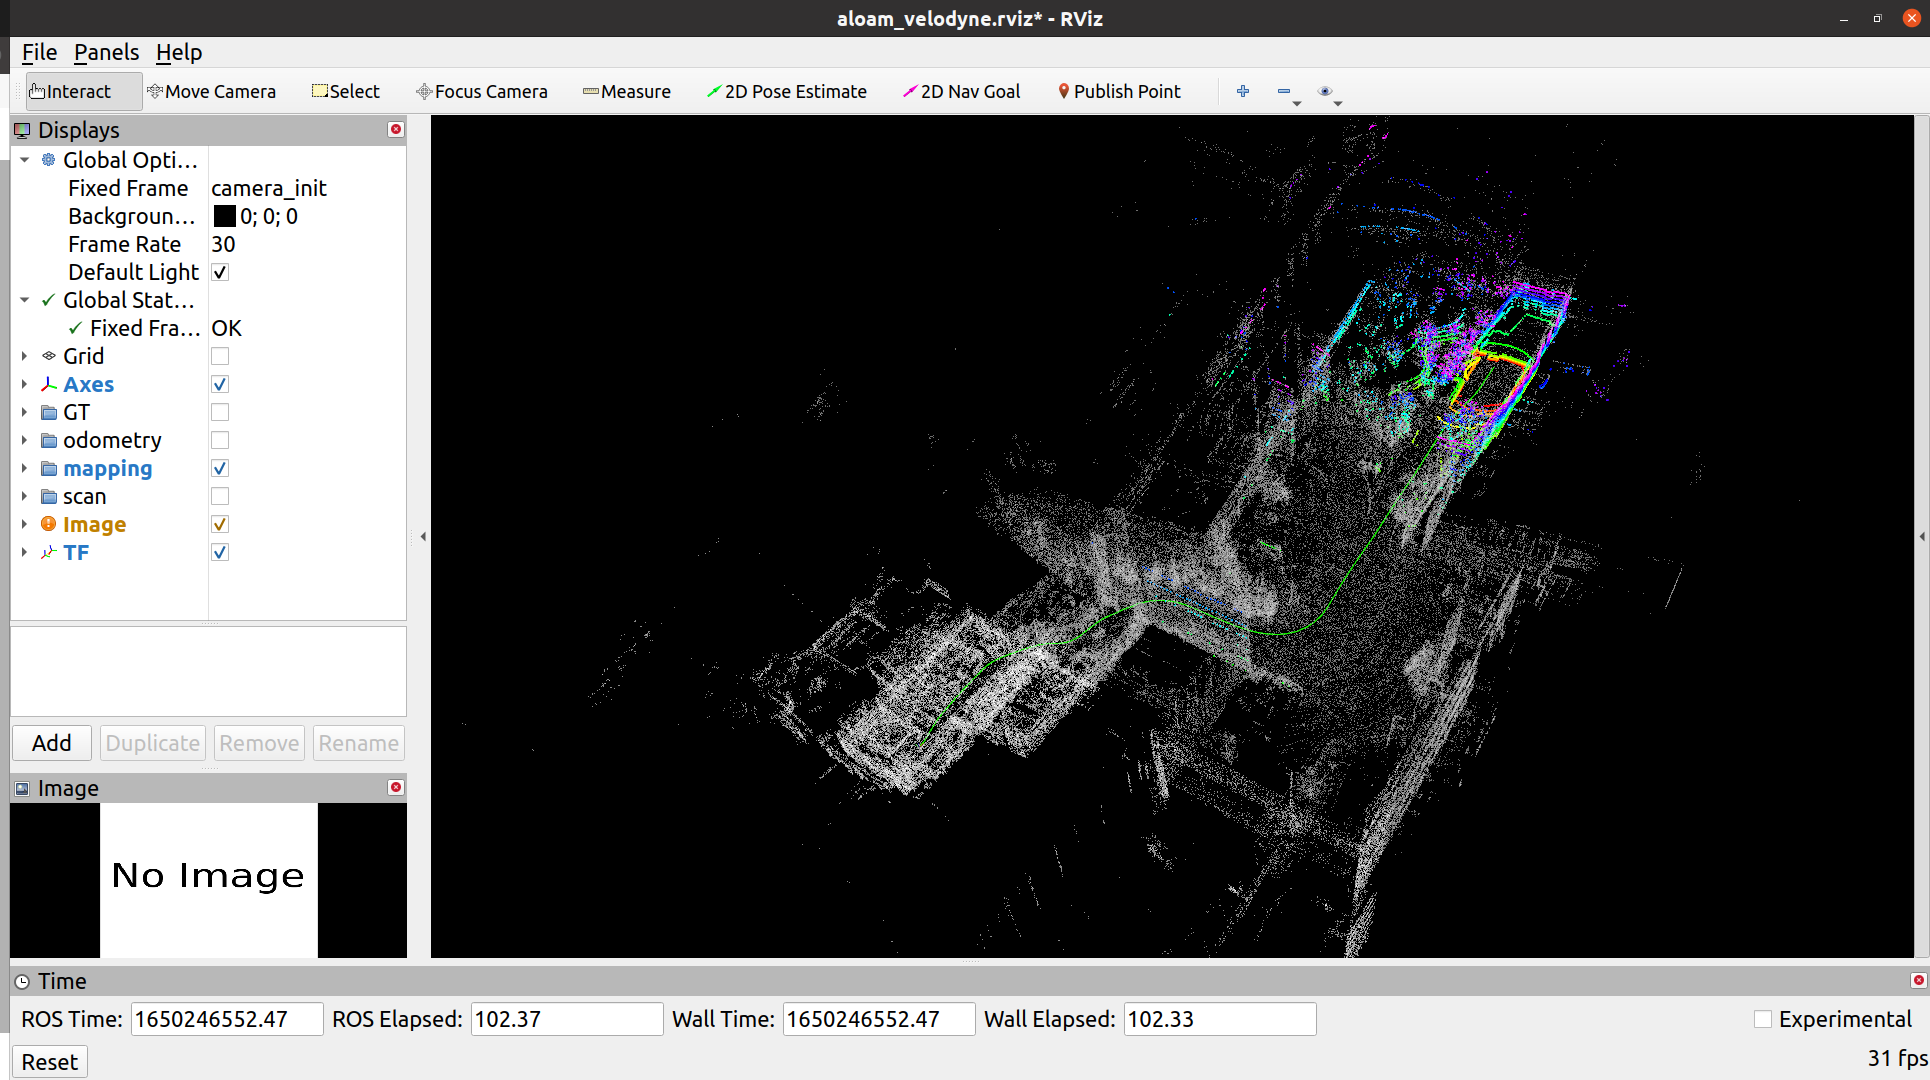 aloam_velodyne.rviz* - RViz
File Panels Help
Interact Move Camera Select Focus Camera Measure 2D Pose Estimate 2D Nav Goal Publish Point
Displays
Global Opti...
Fixed Frame camera_init
Backgroun... 0; 0; 0
Frame Rate 30
Default Light
Global Stat...
Fixed Fra... OK
Grid
Axes
GT
odometry
mapping
scan
Image
TF
Add Duplicate Remove Rename
Image
No Image
Time
ROS Time: 1650246552.47 ROS Elapsed: 102.37 Wall Time: 1650246552.47 Wall Elapsed: 102.33 Experimental
Reset 31 fps